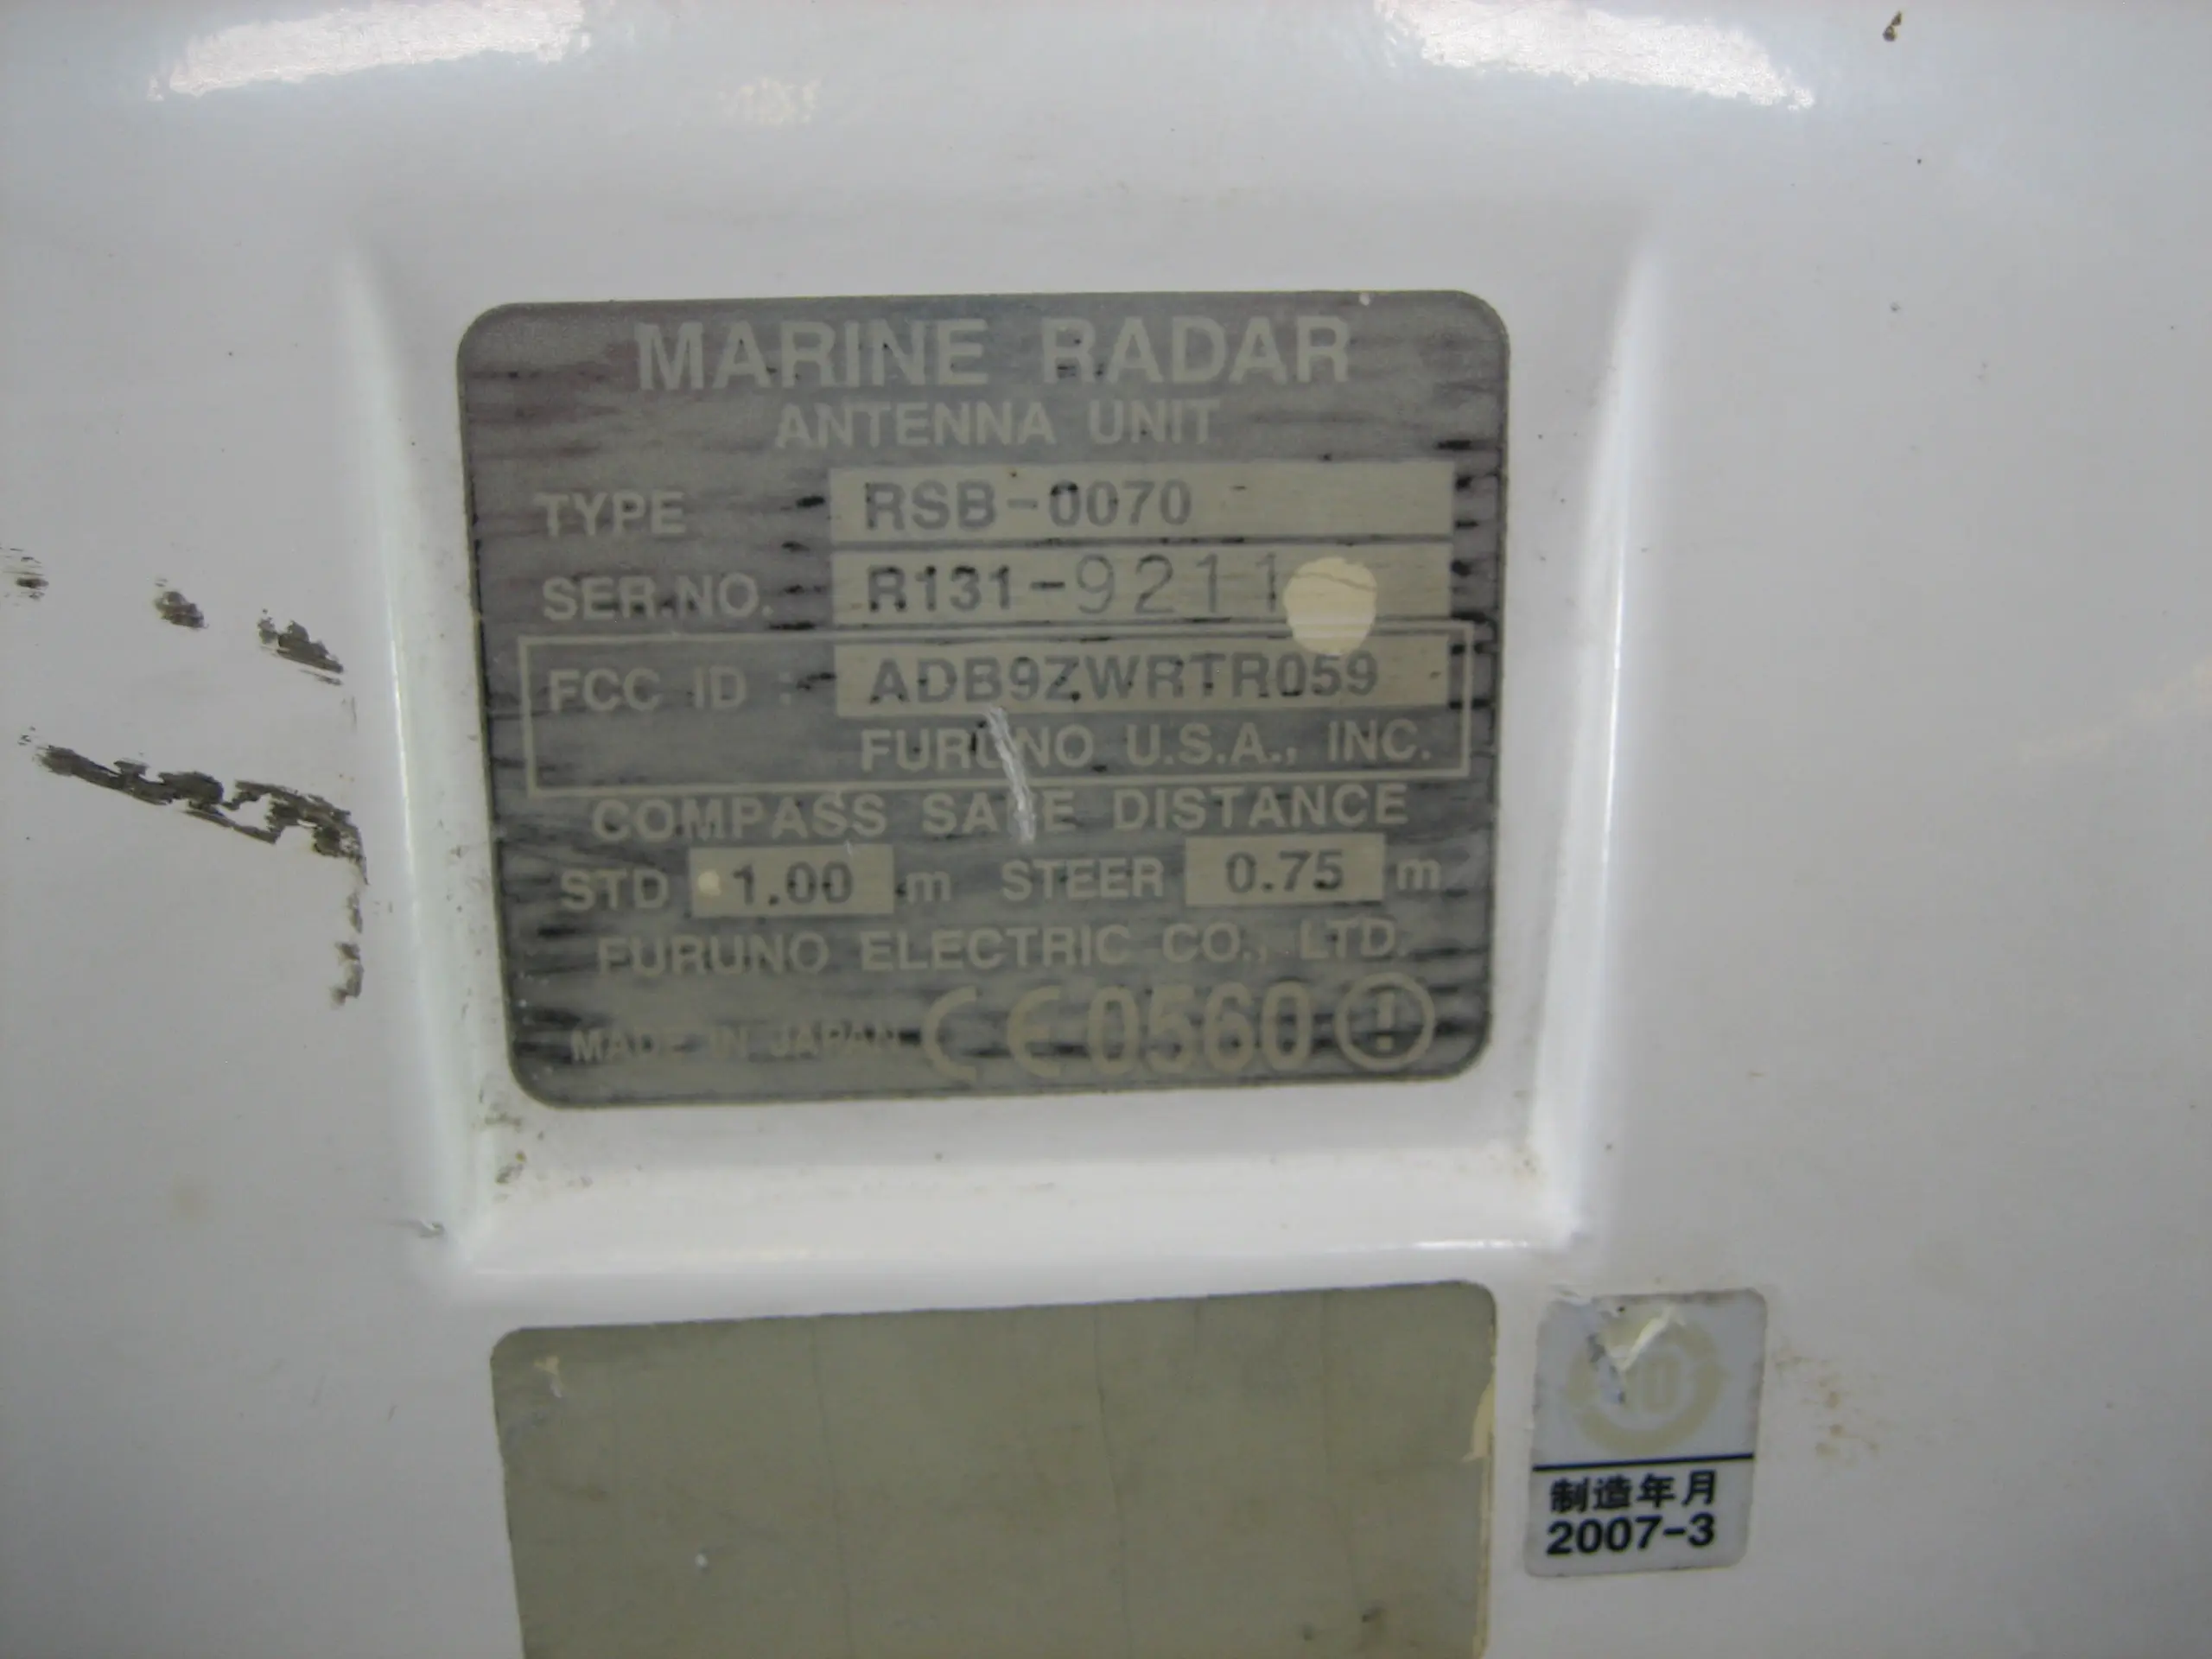 MARINE RADAR
ANTENNA UNIT
TYPE RSB-0070
SER.NO. R131-9211
FCC ID : ADB9ZWRTR059
FURUNO U.S.A., INC.
COMPASS SAFE DISTANCE
STD 1.00 m STEER 0.75 m
FURUNO ELECTRIC CO., LTD.
MADE IN JAPAN CE0560
制造年月
2007-3